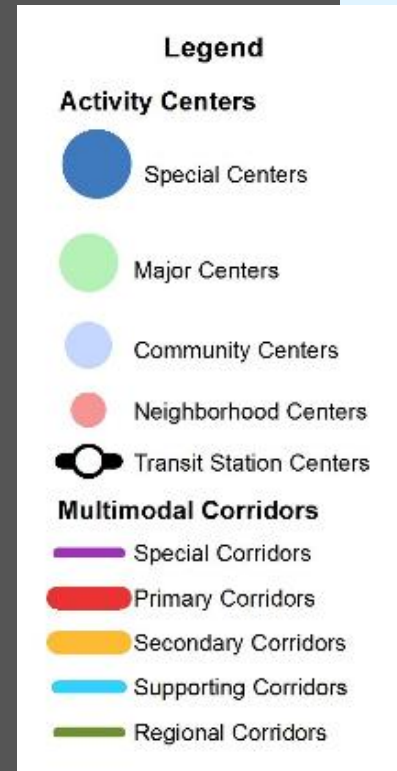 Legend
Activity Centers
Special Centers
Major Centers
Community Centers
Neighborhood Centers
Transit Station Centers
Multimodal Corridors
Special Corridors
Primary Corridors
Secondary Corridors
Supporting Corridors
Regional Corridors